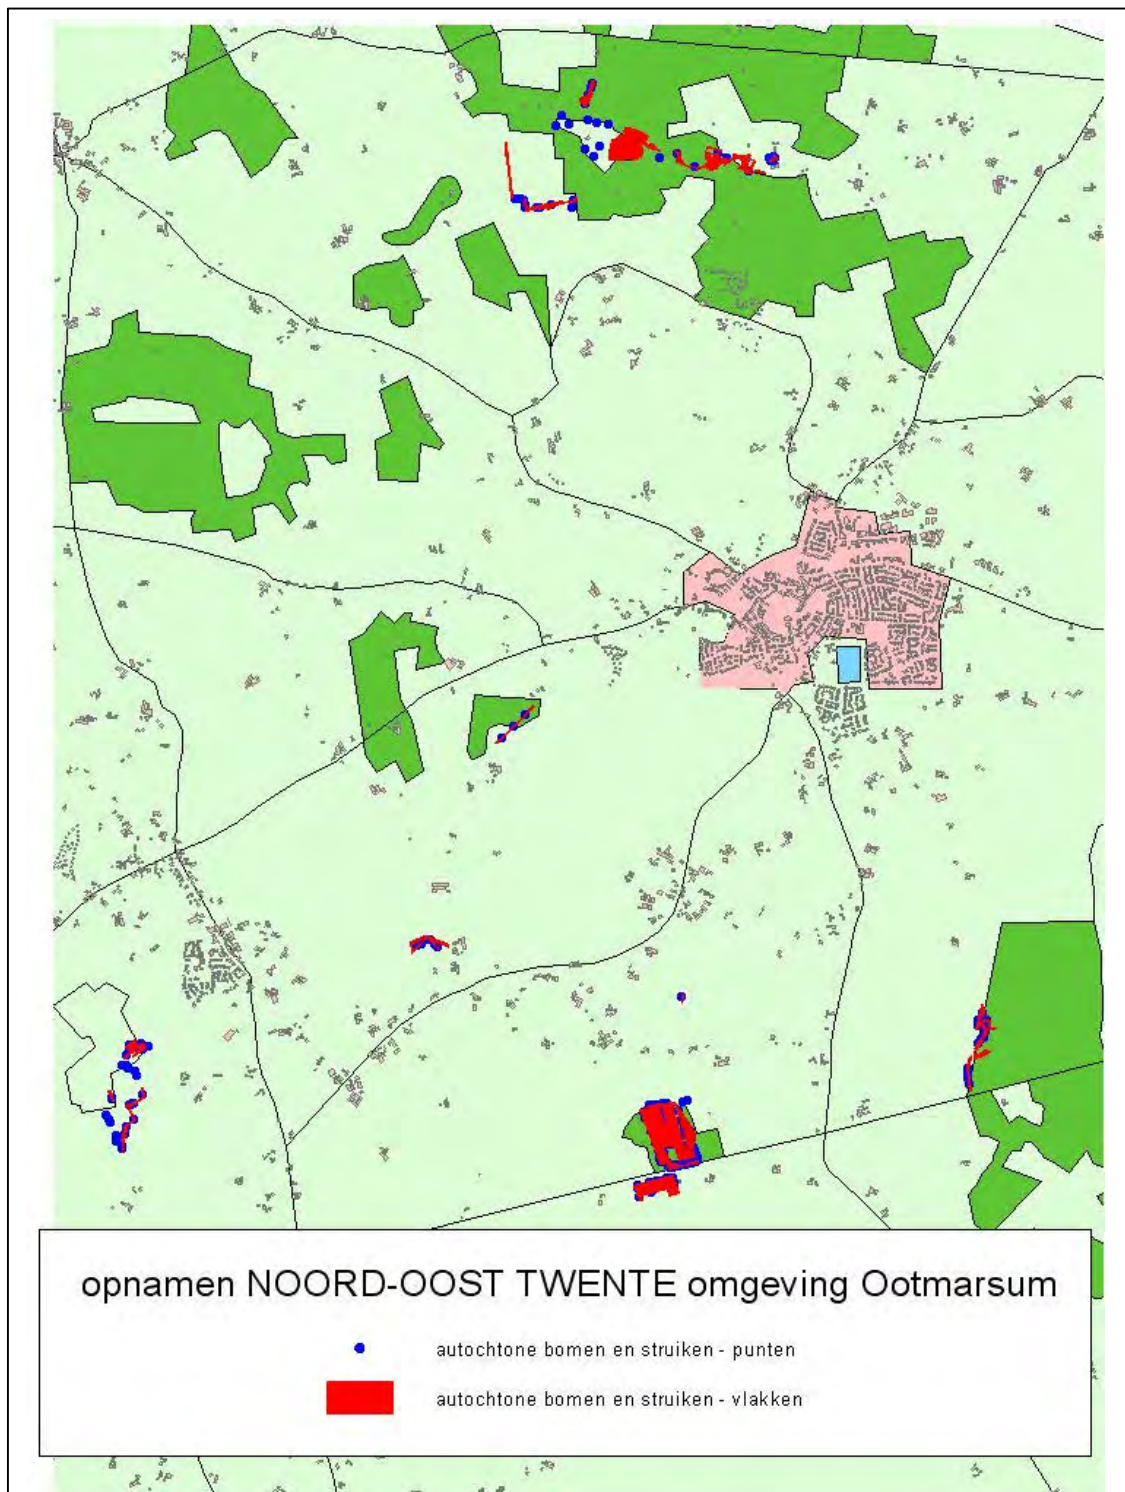 opnamen NOORD-OOST TWENTE omgeving Ootmarsum
autochtone bomen en struiken - punten
autochtone bomen en struiken - vlakken